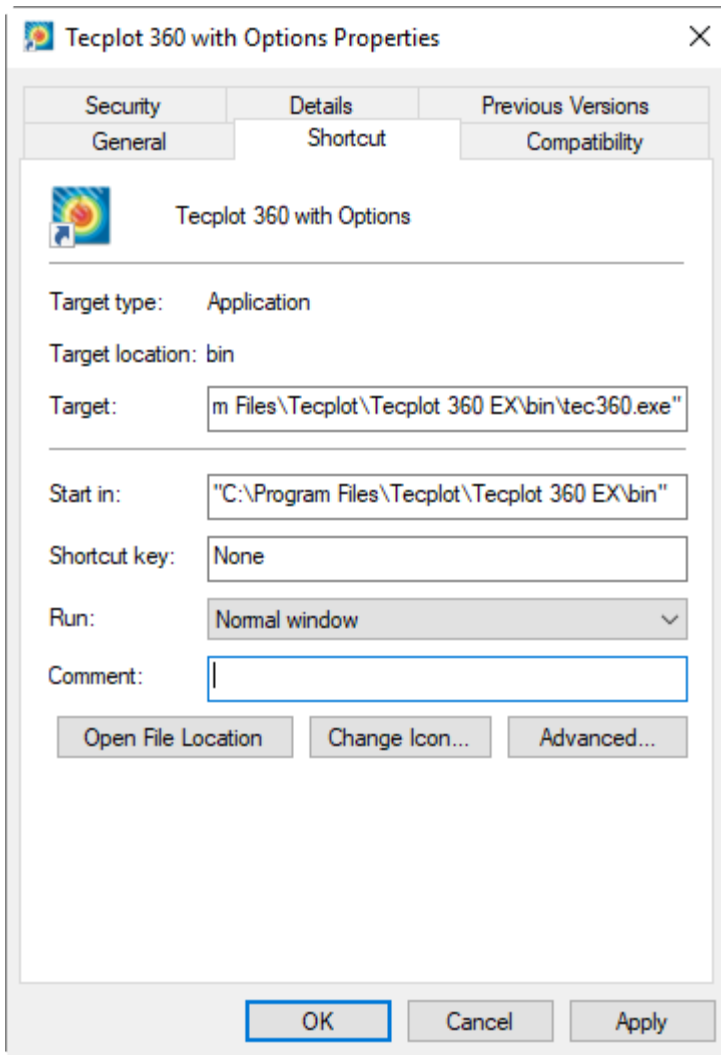 Tecplot 360 with Options Properties
Security Details Previous Versions
General Shortcut Compatibility
Tecplot 360 with Options
Target type: Application
Target location: bin
Target: m Files\Tecplot\Tecplot 360 EX\bin\tec360.exe"
Start in: "C:\Program Files\Tecplot\Tecplot 360 EX\bin"
Shortcut key: None
Run: Normal window
Comment:
Open File Location Change Icon... Advanced...
OK Cancel Apply